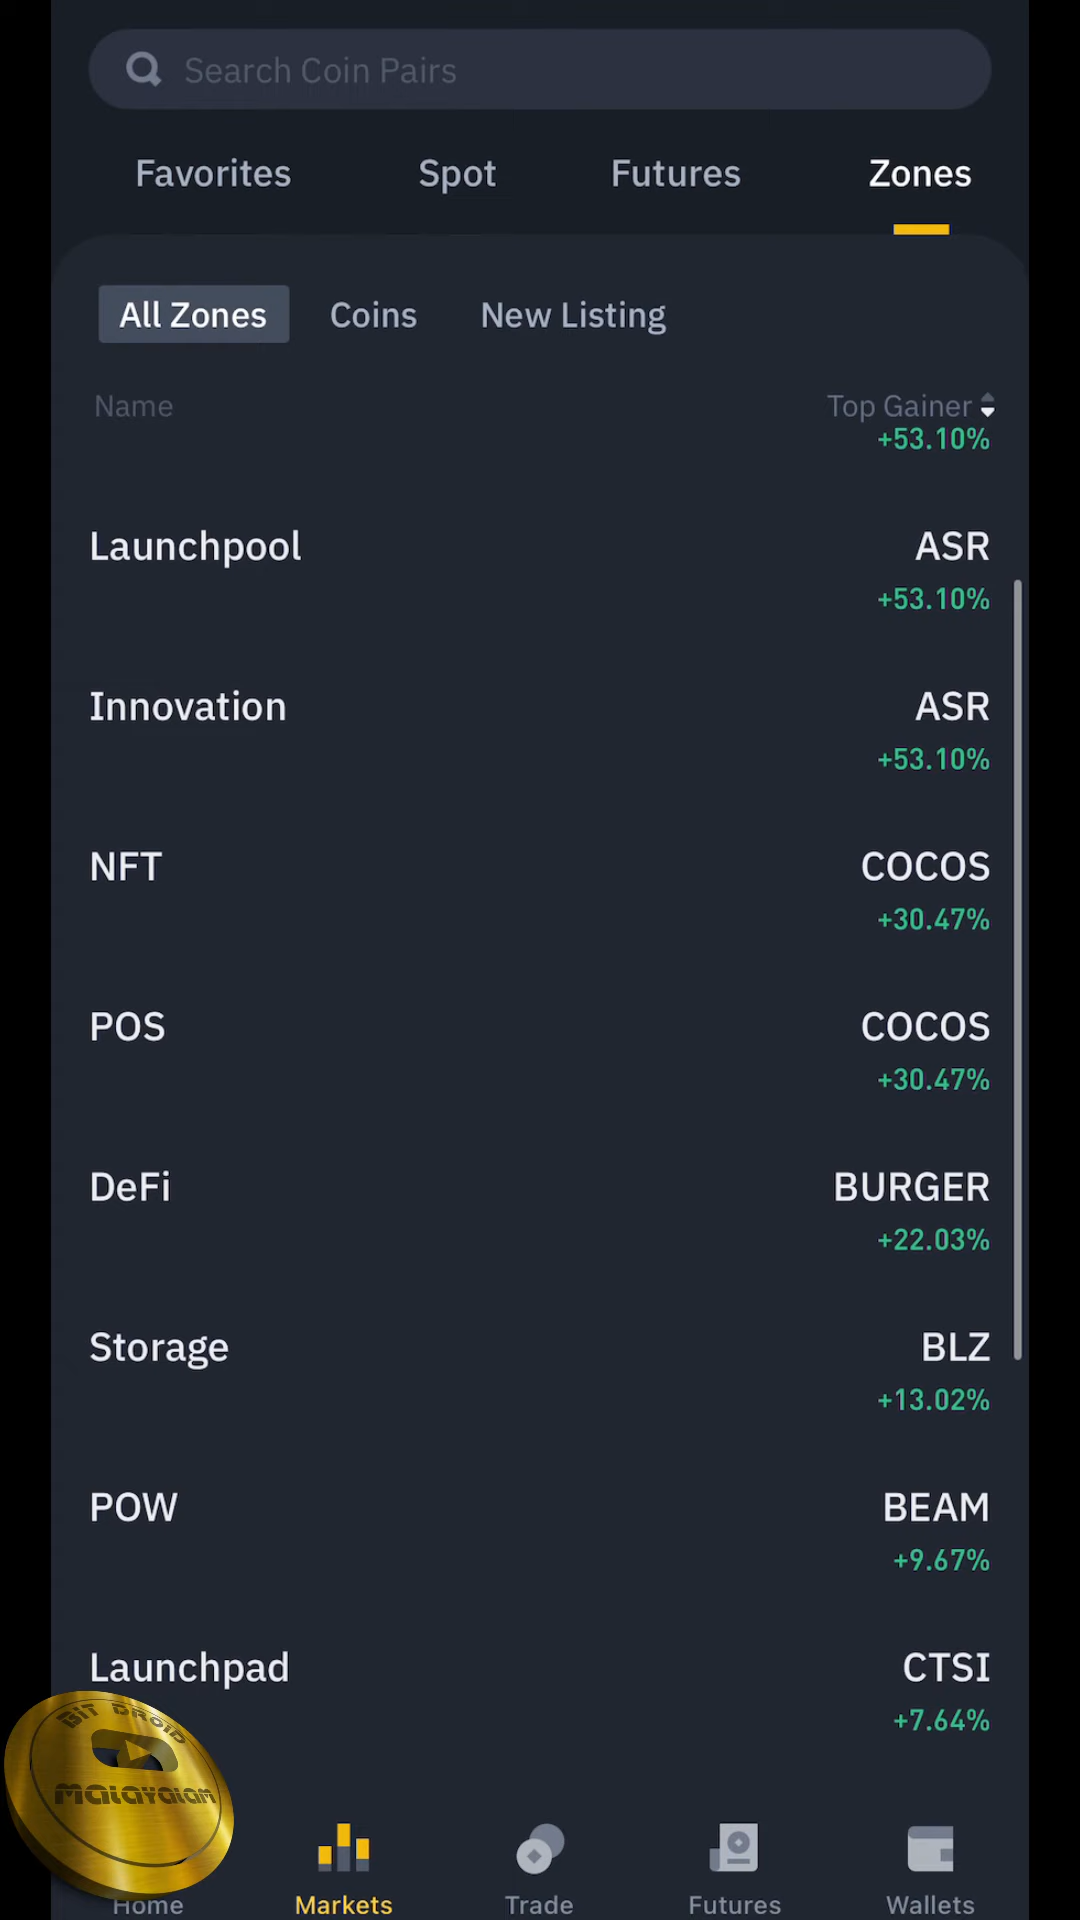 Search Coin Pairs
Favorites Spot Futures Zones
All Zones Coins New Listing
Name Top Gainer
+53.10%
Launchpool ASR
+53.10%
Innovation ASR
+53.10%
NFT COCOS
+30.47%
POS COCOS
+30.47%
DeFi BURGER
+22.03%
Storage BLZ
+13.02%
POW BEAM
+9.67%
Launchpad CTSI
+7.64%
BiT DROID
MALAYALAM
Home Markets Trade Futures Wallets